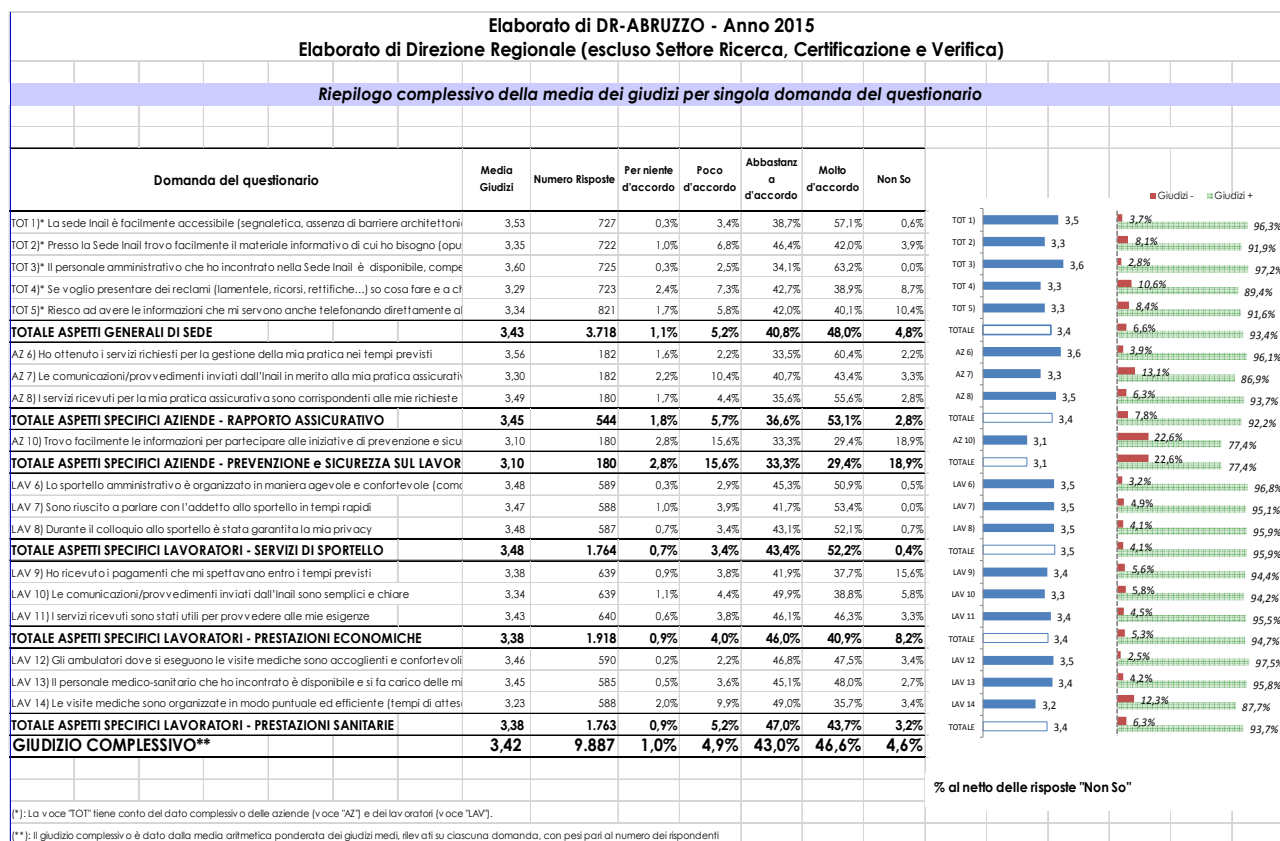 Elaborato di DR-ABRUZZO - Anno 2015
Elaborato di Direzione Regionale (escluso Settore Ricerca, Certificazione e Verifica)
Riepilogo complessivo della media dei giudizi per singola domanda del questionario
Domanda del questionario Media Giudizi Numero Risposte Per niente d'accordo Poco d'accordo Abbastanz a d'accordo Molto d'accordo Non So
TOT 1)* La sede Inail è facilmente accessibile (segnaletica, assenza di barriere architettoni 3,53 727 0,3% 3,4% 38,7% 57,1% 0,6%
TOT 2)* Presso la Sede Inail trovo facilmente il materiale informativo di cui ho bisogno (opu 3,35 722 1,0% 6,8% 46,4% 42,0% 3,9%
TOT 3)* Il personale amministrativo che ho incontrato nella Sede Inail è disponibile, compe 3,60 725 0,3% 2,5% 34,1% 63,2% 0,0%
TOT 4)* Se voglio presentare dei reclami (lamentele, ricorsi, rettifiche...) so cosa fare e a ch 3,29 723 2,4% 7,3% 42,7% 38,9% 8,7%
TOT 5)* Riesco ad avere le informazioni che mi servono anche telefonando direttamente al 3,34 821 1,7% 5,8% 42,0% 40,1% 10,4%
TOTALE ASPETTI GENERALI DI SEDE 3,43 3.718 1,1% 5,2% 40,8% 48,0% 4,8%
AZ 6) Ho ottenuto i servizi richiesti per la gestione della mia pratica nei tempi previsti 3,56 182 1,6% 2,2% 33,5% 60,4% 2,2%
AZ 7) Le comunicazioni/provvedimenti inviati dall'Inail in merito alla mia pratica assicurativ 3,30 182 2,2% 10,4% 40,7% 43,4% 3,3%
AZ 8) I servizi ricevuti per la mia pratica assicurativa sono corrispondenti alle mie richieste 3,49 180 1,7% 4,4% 35,6% 55,6% 2,8%
TOTALE ASPETTI SPECIFICI AZIENDE - RAPPORTO ASSICURATIVO 3,45 544 1,8% 5,7% 36,6% 53,1% 2,8%
AZ 10) Trovo facilmente le informazioni per partecipare alle iniziative di prevenzione e sicu 3,10 180 2,8% 15,6% 33,3% 29,4% 18,9%
TOTALE ASPETTI SPECIFICI AZIENDE - PREVENZIONE e SICUREZZA SUL LAVOR 3,10 180 2,8% 15,6% 33,3% 29,4% 18,9%
LAV 6) Lo sportello amministrativo è organizzato in maniera agevole e confortevole (como 3,48 589 0,3% 2,9% 45,3% 50,9% 0,5%
LAV 7) Sono riuscito a parlare con l'addetto allo sportello in tempi rapidi 3,47 588 1,0% 3,9% 41,7% 53,4% 0,0%
LAV 8) Durante il colloquio allo sportello è stata garantita la mia privacy 3,48 587 0,7% 3,4% 43,1% 52,1% 0,7%
TOTALE ASPETTI SPECIFICI LAVORATORI - SERVIZI DI SPORTELLO 3,48 1.764 0,7% 3,4% 43,4% 52,2% 0,4%
LAV 9) Ho ricevuto i pagamenti che mi spettavano entro i tempi previsti 3,38 639 0,9% 3,8% 41,9% 37,7% 15,6%
LAV 10) Le comunicazioni/provvedimenti inviati dall'Inail sono semplici e chiare 3,34 639 1,1% 4,4% 49,9% 38,8% 5,8%
LAV 11) I servizi ricevuti sono stati utili per provvedere alle mie esigenze 3,43 640 0,6% 3,8% 46,1% 46,3% 3,3%
TOTALE ASPETTI SPECIFICI LAVORATORI - PRESTAZIONI ECONOMICHE 3,38 1.918 0,9% 4,0% 46,0% 40,9% 8,2%
LAV 12) Gli ambulatori dove si eseguono le visite mediche sono accoglienti e confortevoli 3,46 590 0,2% 2,2% 46,8% 47,5% 3,4%
LAV 13) Il personale medico-sanitario che ho incontrato è disponibile e si fa carico delle mi 3,45 585 0,5% 3,6% 45,1% 48,0% 2,7%
LAV 14) Le visite mediche sono organizzate in modo puntuale ed efficiente (tempi di attes 3,23 588 2,0% 9,9% 49,0% 35,7% 3,4%
TOTALE ASPETTI SPECIFICI LAVORATORI - PRESTAZIONI SANITARIE 3,38 1.763 0,9% 5,2% 47,0% 43,7% 3,2%
GIUDIZIO COMPLESSIVO** 3,42 9.887 1,0% 4,9% 43,0% 46,6% 4,6%
(*): La voce "TOT" tiene conto del dato complessivo delle aziende (voce "AZ") e dei lavoratori (voce "LAV").
(**): Il giudizio complessivo è dato dalla media aritmetica ponderata dei giudizi medi, rilevati su ciascuna domanda, con pesi pari al numero dei rispondenti
Giudizi - Giudizi +
TOT 1) 3,5 3,7% 96,3%
TOT 2) 3,3 8,1% 91,9%
TOT 3) 3,6 2,8% 97,2%
TOT 4) 3,3 10,6% 89,4%
TOT 5) 3,3 8,4% 91,6%
TOTALE 3,4 6,6% 93,4%
AZ 6) 3,6 3,9% 96,1%
AZ 7) 3,3 13,1% 86,9%
AZ 8) 3,5 6,3% 93,7%
TOTALE 3,4 7,8% 92,2%
AZ 10) 3,1 22,6% 77,4%
TOTALE 3,1 22,6% 77,4%
LAV 6) 3,5 3,2% 96,8%
LAV 7) 3,5 4,9% 95,1%
LAV 8) 3,5 4,1% 95,9%
TOTALE 3,5 4,1% 95,9%
LAV 9) 3,4 5,6% 94,4%
LAV 10 3,3 5,8% 94,2%
LAV 11 3,4 4,5% 95,5%
TOTALE 3,4 5,3% 94,7%
LAV 12 3,5 2,5% 97,5%
LAV 13 3,4 4,2% 95,8%
LAV 14 3,2 12,3% 87,7%
TOTALE 3,4 6,3% 93,7%
% al netto delle risposte "Non So"